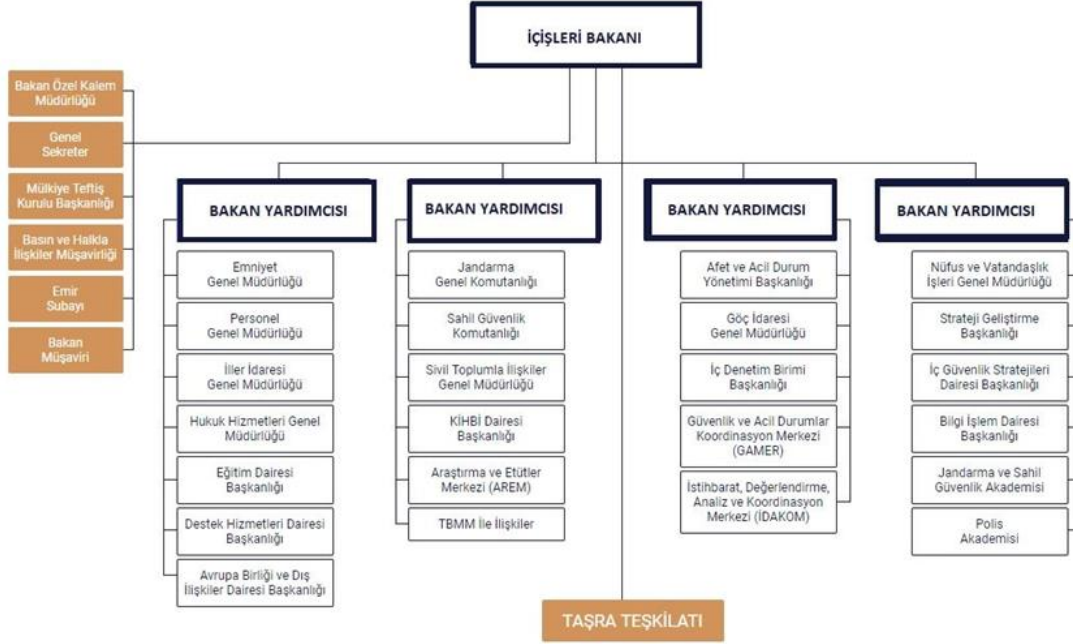 İÇİŞLERİ BAKANI
Bakan Özel Kalem
Müdürlüğü
Genel
Sekreter
Mülkiye Teftiş
Kurulu Başkanlığı
Basın ve Halkla
İlişkiler Müşavirliği
Emir
Subayı
Bakan
Müşaviri
BAKAN YARDIMCISI
Emniyet
Genel Müdürlüğü
Personel
Genel Müdürlüğü
İller İdaresi
Genel Müdürlüğü
Hukuk Hizmetleri Genel
Müdürlüğü
Eğitim Dairesi
Başkanlığı
Destek Hizmetleri Dairesi
Başkanlığı
Avrupa Birliği ve Dış
İlişkiler Dairesi Başkanlığı
BAKAN YARDIMCISI
Jandarma
Genel Komutanlığı
Sahil Güvenlik
Komutanlığı
Sivil Toplumla İlişkiler
Genel Müdürlüğü
KİHBİ Dairesi
Başkanlığı
Araştırma ve Etütler
Merkezi (AREM)
TBMM İle İlişkiler
BAKAN YARDIMCISI
Afet ve Acil Durum
Yönetimi Başkanlığı
Göç İdaresi
Genel Müdürlüğü
İç Denetim Birimi
Başkanlığı
Güvenlik ve Acil Durumlar
Koordinasyon Merkezi
(GAMER)
İstihbarat, Değerlendirme,
Analiz ve Koordinasyon
Merkezi (İDAKOM)
BAKAN YARDIMCISI
Nüfus ve Vatandaşlık
İşleri Genel Müdürlüğü
Strateji Geliştirme
Başkanlığı
İç Güvenlik Stratejileri
Dairesi Başkanlığı
Bilgi İşlem Dairesi
Başkanlığı
Jandarma ve Sahil
Güvenlik Akademisi
Polis
Akademisi
TAŞRA TEŞKİLATI